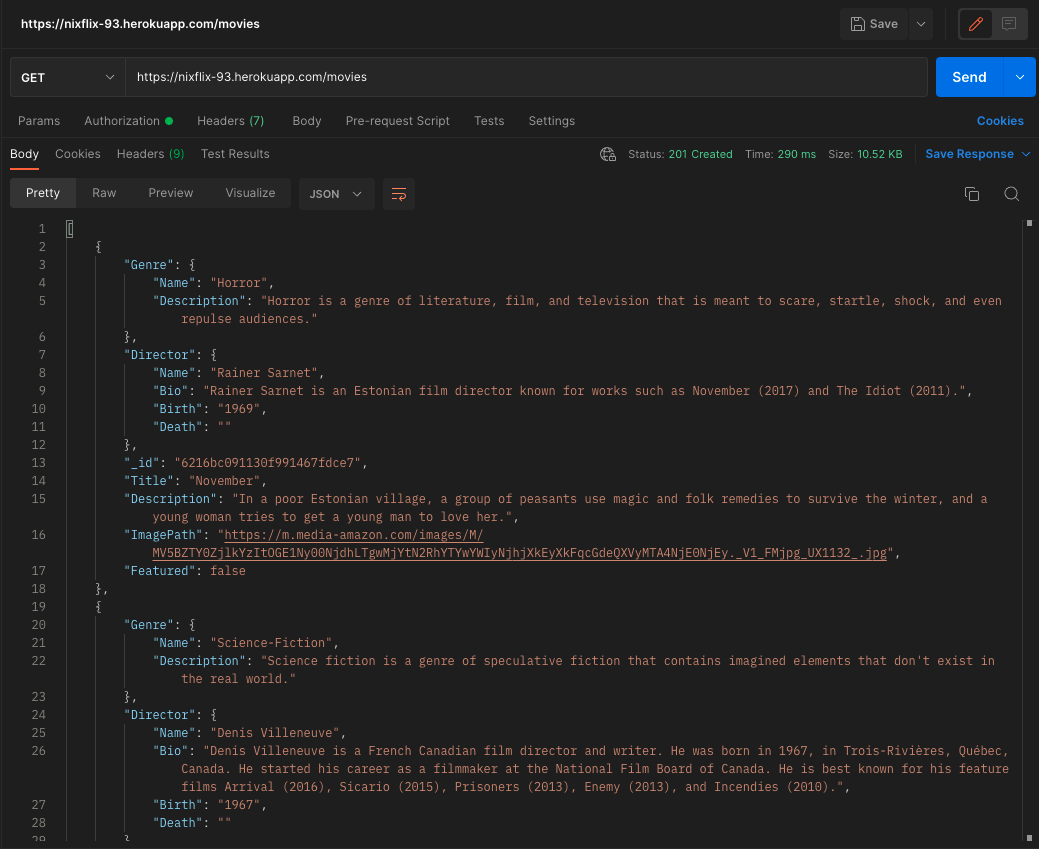 https://nixflix-93.herokuapp.com/movies
Save
GET
https://nixflix-93.herokuapp.com/movies
Send
Params Authorization Headers (7) Body Pre-request Script Tests Settings Cookies
Body Cookies Headers (9) Test Results Status: 201 Created Time: 290 ms Size: 10.52 KB Save Response
Pretty Raw Preview Visualize JSON
1 [
2 {
3 "Genre": {
4 "Name": "Horror",
5 "Description": "Horror is a genre of literature, film, and television that is meant to scare, startle, shock, and even
repulse audiences."
6 },
7 "Director": {
8 "Name": "Rainer Sarnet",
9 "Bio": "Rainer Sarnet is an Estonian film director known for works such as November (2017) and The Idiot (2011).",
10 "Birth": "1969",
11 "Death": ""
12 },
13 "_id": "6216bc091130f991467fdce7",
14 "Title": "November",
15 "Description": "In a poor Estonian village, a group of peasants use magic and folk remedies to survive the winter, and a
young woman tries to get a young man to love her.",
16 "ImagePath": "https://m.media-amazon.com/images/M/
MV5BZTY0ZjlkYzItOGE1Ny00NjdhLTgwMjYtN2RhYTYwYWIyNjhjXkEyXkFqcGdeQXVyMTA4NjE0NjEy._V1_FMjpg_UX1132_.jpg",
17 "Featured": false
18 },
19 {
20 "Genre": {
21 "Name": "Science-Fiction",
22 "Description": "Science fiction is a genre of speculative fiction that contains imagined elements that don't exist in
the real world."
23 },
24 "Director": {
25 "Name": "Denis Villeneuve",
26 "Bio": "Denis Villeneuve is a French Canadian film director and writer. He was born in 1967, in Trois-Rivières, Québec,
Canada. He started his career as a filmmaker at the National Film Board of Canada. He is best known for his feature
films Arrival (2016), Sicario (2015), Prisoners (2013), Enemy (2013), and Incendies (2010).",
27 "Birth": "1967",
28 "Death": ""
29 }